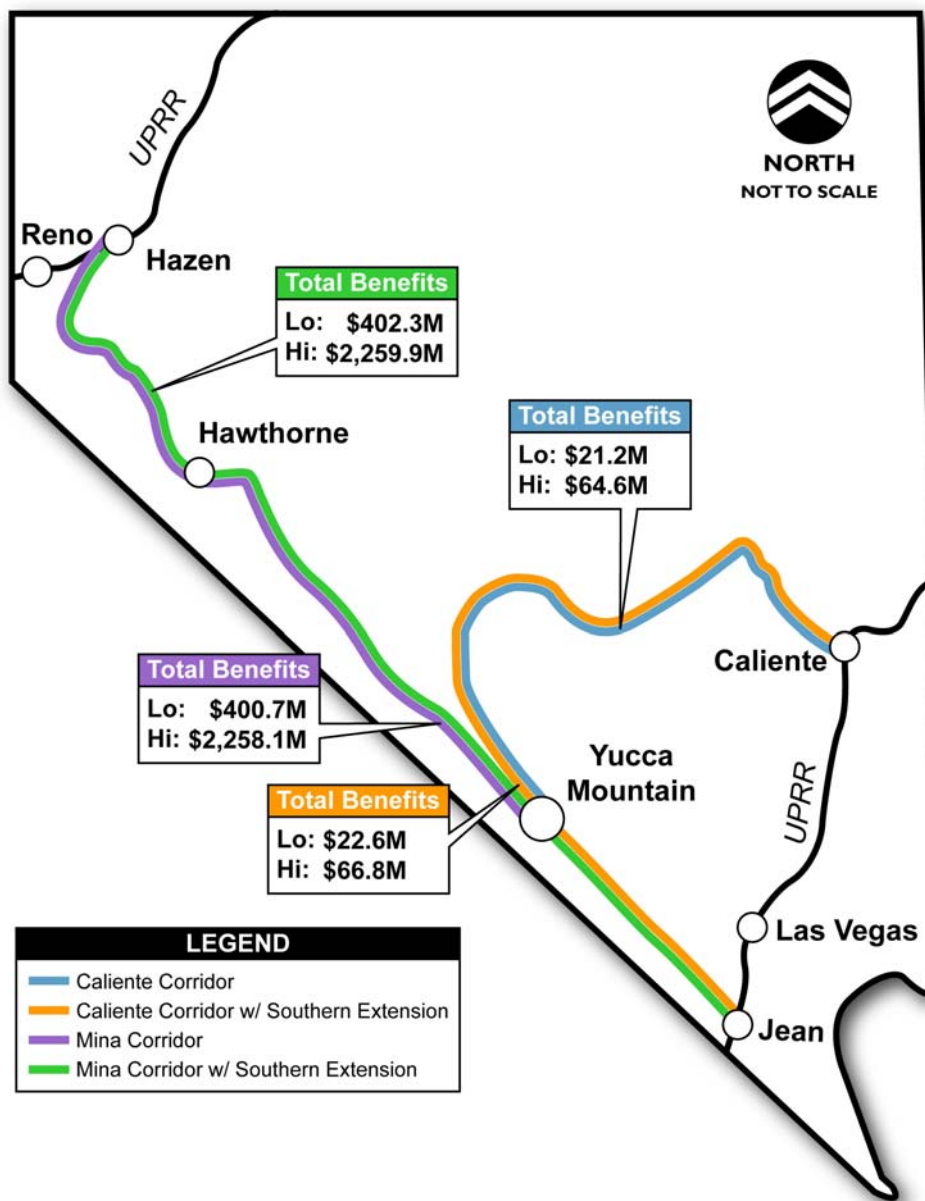 UPRR
NORTH
NOT TO SCALE
Reno
Hazen
Total Benefits
Lo: $402.3M
Hi: $2,259.9M
Hawthorne
Total Benefits
Lo: $21.2M
Hi: $64.6M
Caliente
Total Benefits
Lo: $400.7M
Hi: $2,258.1M
Yucca
Mountain
UPRR
Total Benefits
Lo: $22.6M
Hi: $66.8M
Las Vegas
Jean
LEGEND
Caliente Corridor
Caliente Corridor w/ Southern Extension
Mina Corridor
Mina Corridor w/ Southern Extension